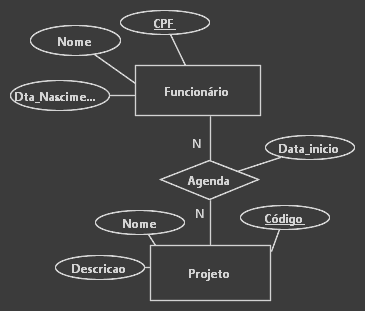 CPF
Nome
Dta_Nascime...
Funcionário
N
Data_inicio
Agenda
N
Nome
Código
Descricao
Projeto